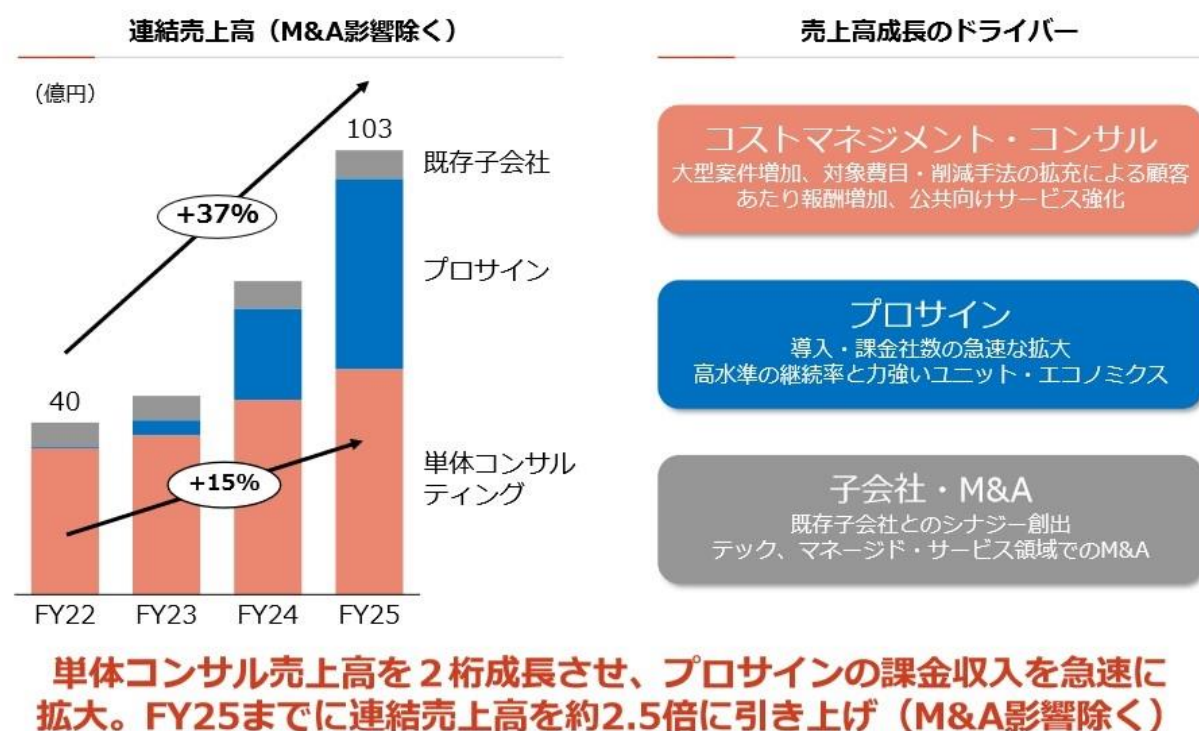 連結売上高（M&A影響除く）
（億円）
103
既存子会社
+37%
プロサイン
40
+15%
単体コンサル
ティング
FY22
FY23
FY24
FY25
売上高成長のドライバー
コストマネジメント・コンサル
大型案件増加、対象費目・削減手法の拡充による顧客
あたり報酬増加、公共向けサービス強化
プロサイン
導入・課金社数の急速な拡大
高水準の継続率と力強いユニット・エコノミクス
子会社・M&A
既存子会社とのシナジー創出
テック、マネージド・サービス領域でのM&A
単体コンサル売上高を２桁成長させ、プロサインの課金収入を急速に
拡大。FY25までに連結売上高を約2.5倍に引き上げ（M&A影響除く）